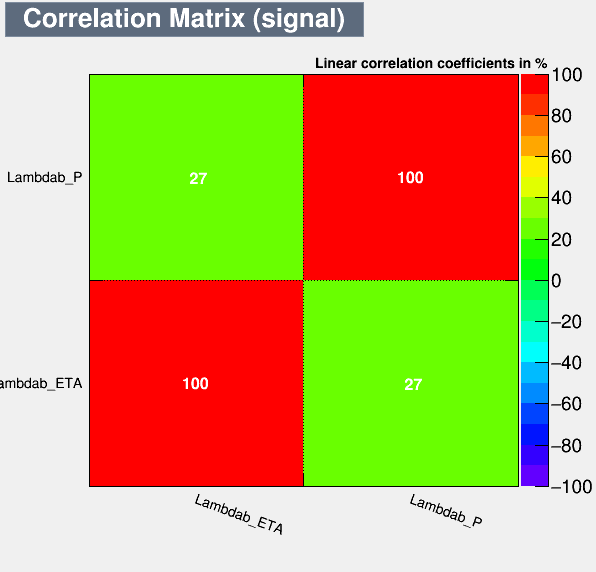 Correlation Matrix (signal)
Linear correlation coefficients in %
100
80
60
40
20
0
−20
−40
−60
−80
−100
Lambdab_P
27
100
ambdab_ETA
100
27
Lambdab_ETA
Lambdab_P